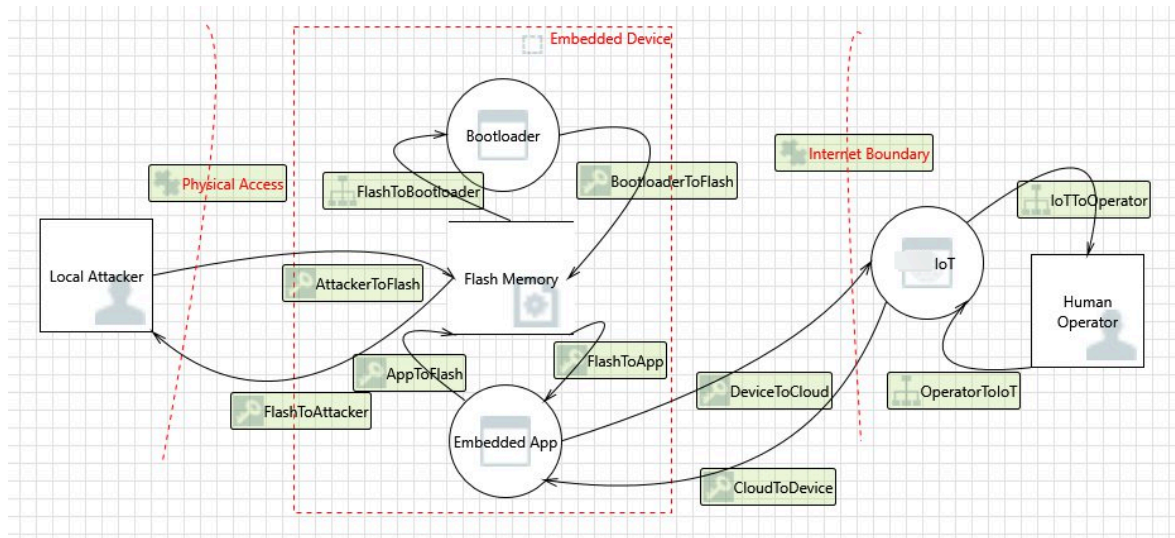 Embedded Device
Bootloader
Internet Boundary
Physical Access
FlashToBootloader
BootloaderToFlash
IoTToOperator
Local Attacker
AttackerToFlash
Flash Memory
IoT
Human
Operator
AppToFlash
FlashToApp
FlashToAttacker
DeviceToCloud
OperatorToIoT
Embedded App
CloudToDevice